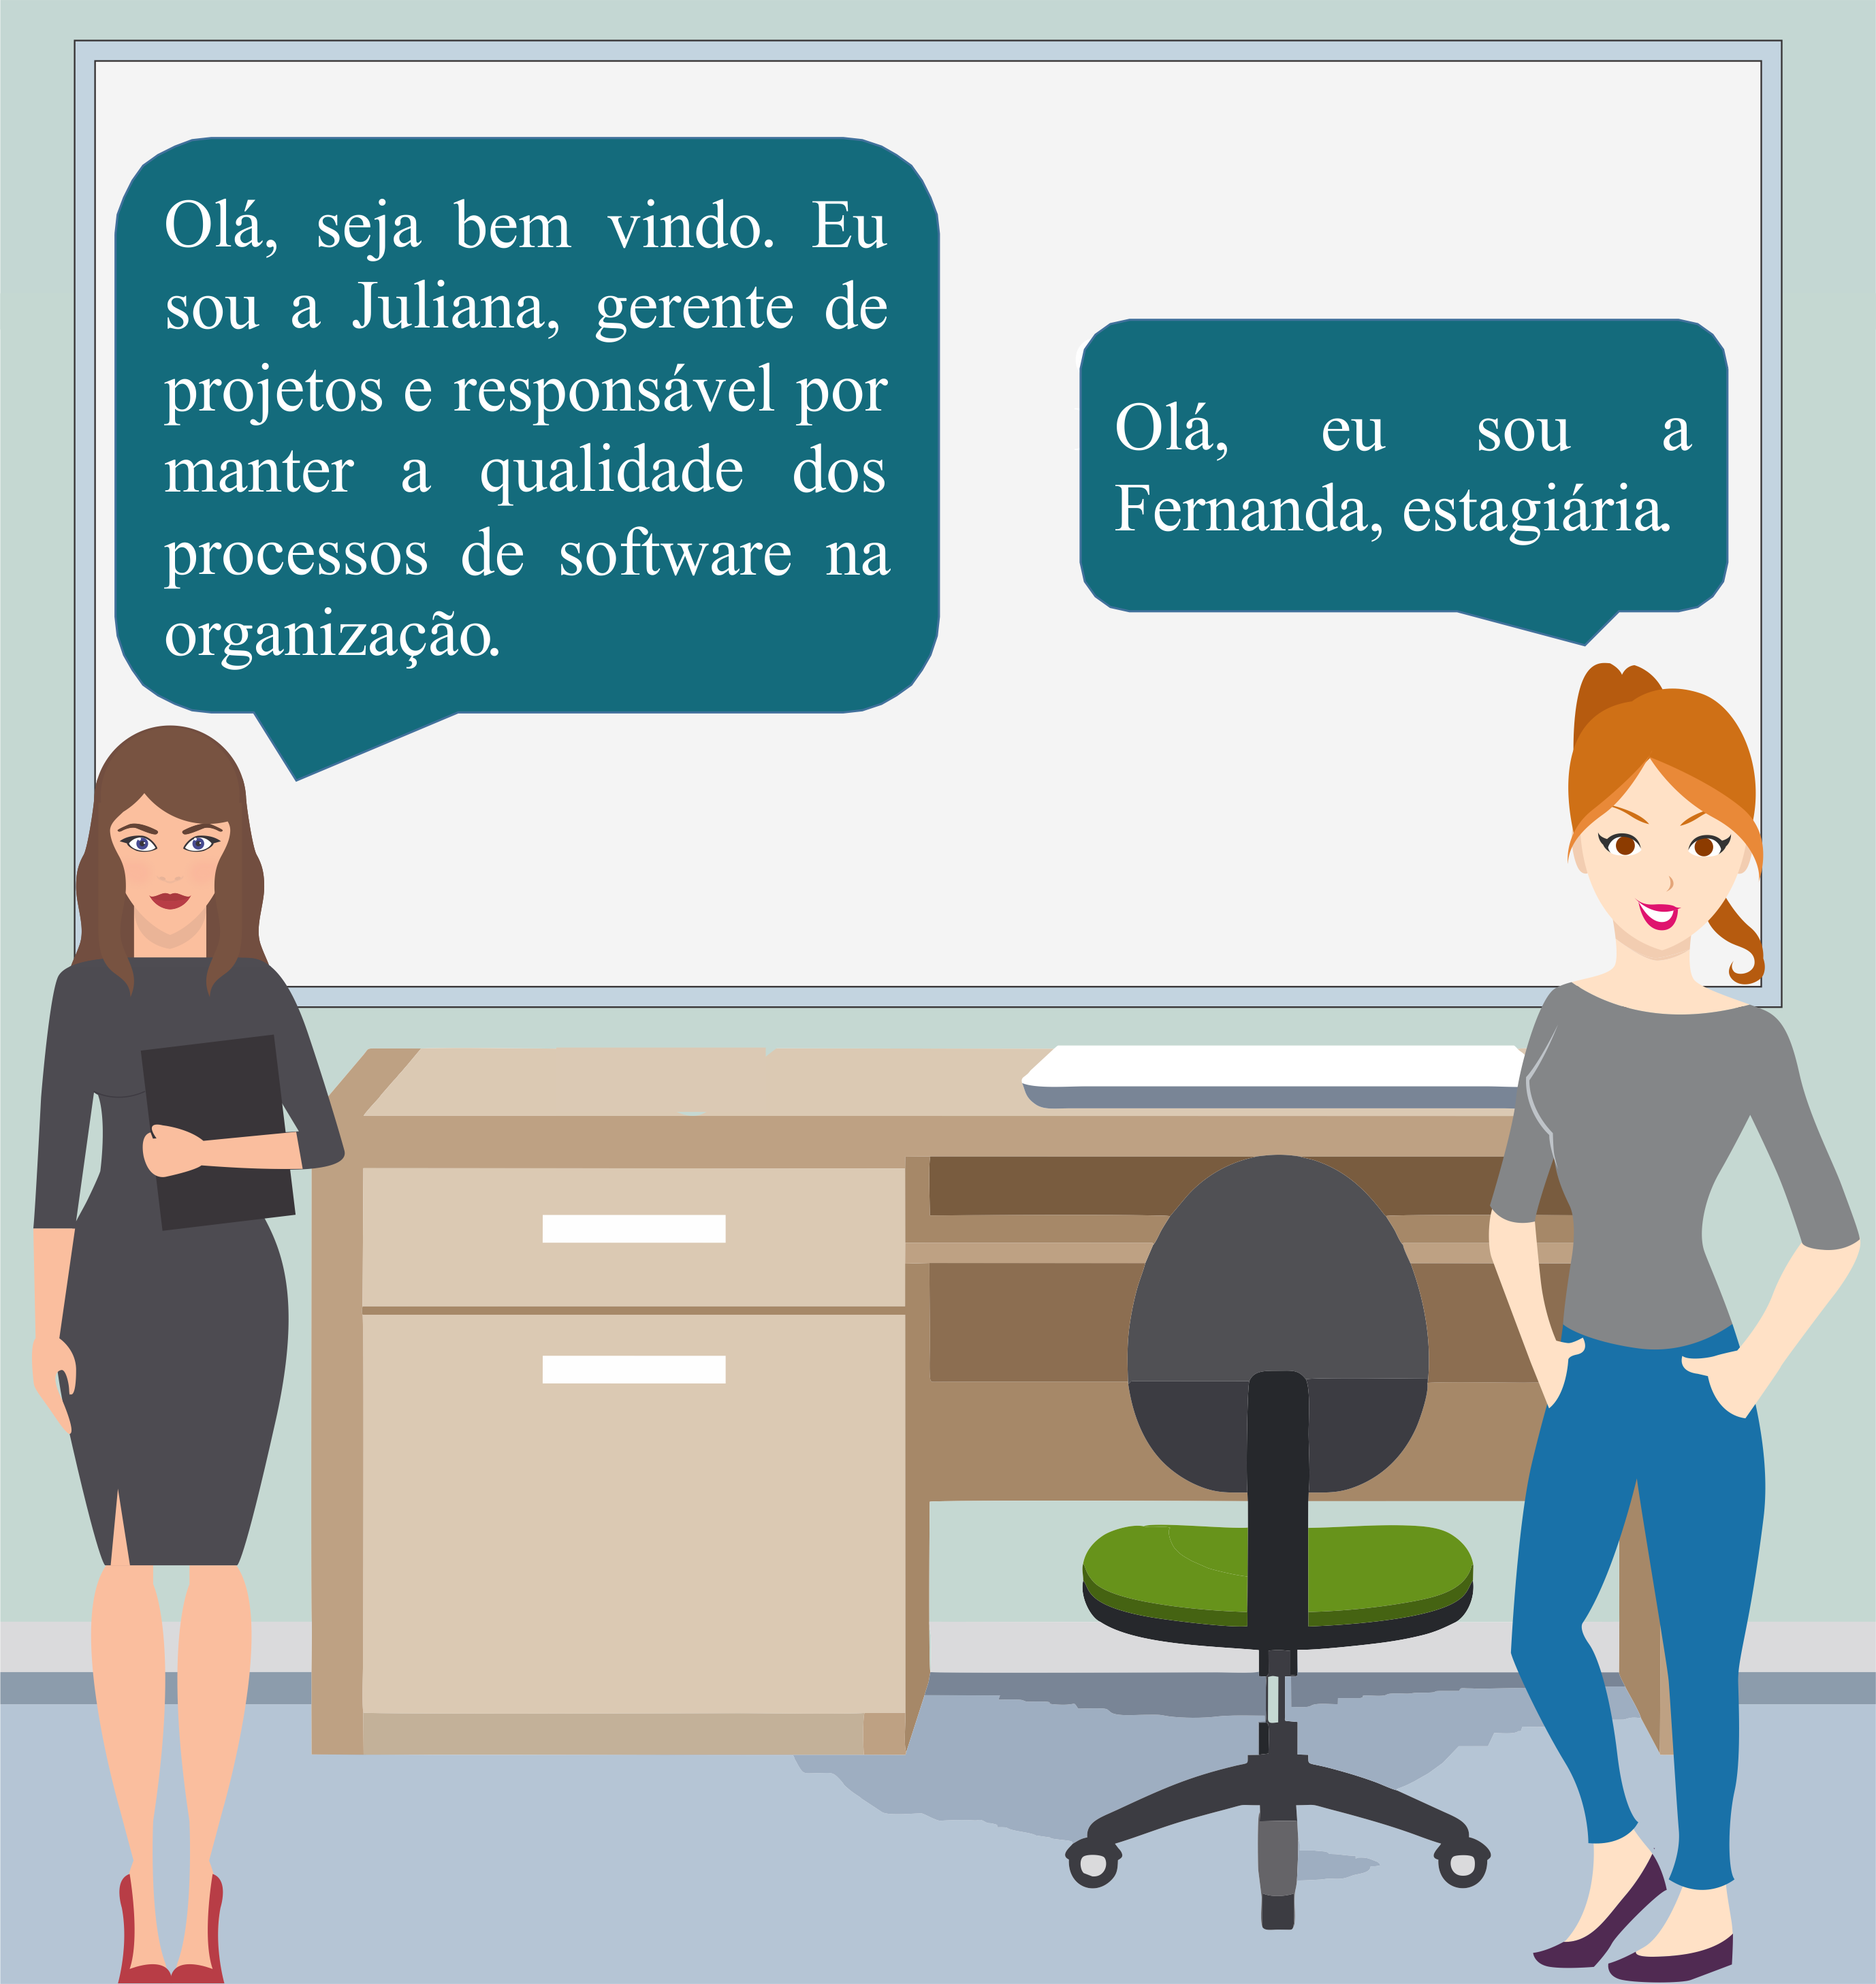 Olá, seja bem vindo. Eu
sou a Juliana, gerente de
projetos e responsável por
manter a qualidade dos
processos de software na
organização.
Olá, eu sou a
Fernanda, estagiária.